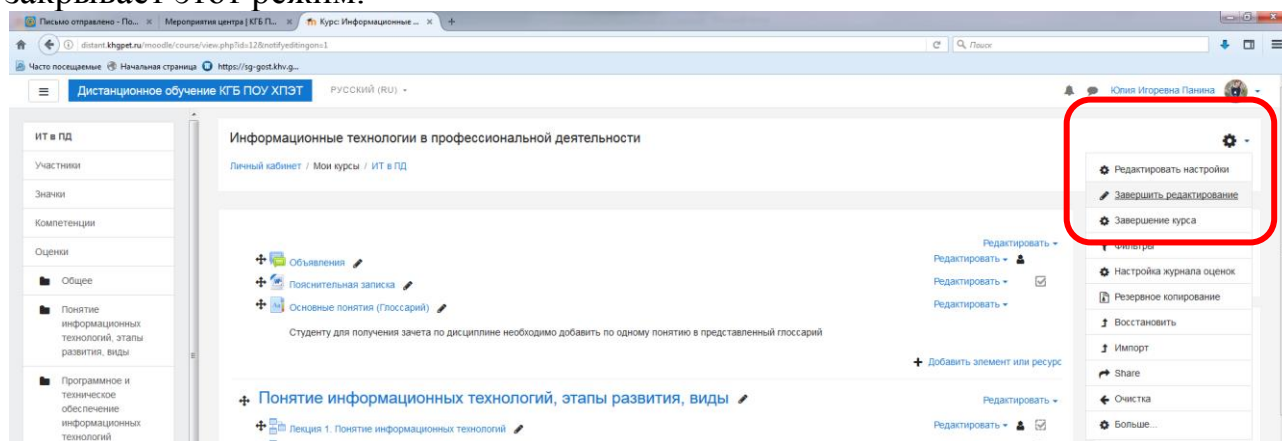 закрывает этот режим.
Письмо отправлено - По... × Мероприятия центра | КГБ П... × Курс: Информационные ... × +
distant.khgpet.ru/moodle/course/view.php?id=12&notifyeditingon=1 Поиск
Часто посещаемые Начальная страница https://sg-gost.khv.g...
Дистанционное обучение КГБ ПОУ ХПЭТ РУССКИЙ (RU) Юлия Игоревна Панина
ИТ в ПД
Участники
Значки
Компетенции
Оценки
Общее
Понятие
информационных
технологий, этапы
развития, виды
Программное и
техническое
обеспечение
информационных
технологий
Информационные технологии в профессиональной деятельности
Личный кабинет / Мои курсы / ИТ в ПД
Редактировать
Объявления Редактировать
Пояснительная записка Редактировать
Основные понятия (Глоссарий) Редактировать
Студенту для получения зачета по дисциплине необходимо добавить по одному понятию в представленный глоссарий
+ Добавить элемент или ресурс
Понятие информационных технологий, этапы развития, виды Редактировать
Лекция 1. Понятие информационных технологий Редактировать
Редактировать настройки
Завершить редактирование
Завершение курса
Фильтры
Настройка журнала оценок
Резервное копирование
Восстановить
Импорт
Share
Очистка
Больше...